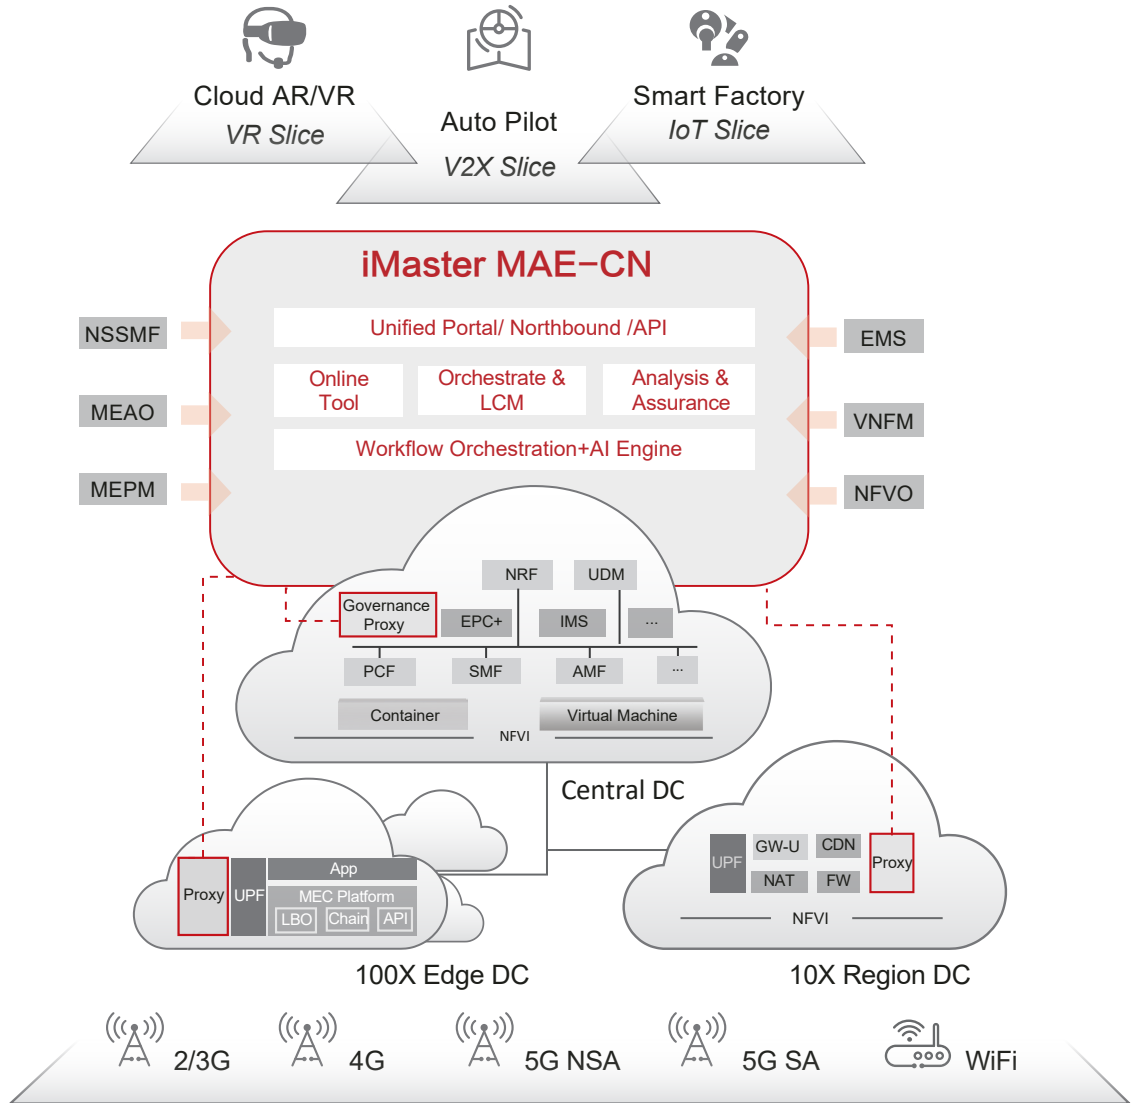 Cloud AR/VR
VR Slice
Auto Pilot
V2X Slice
Smart Factory
IoT Slice
iMaster MAE−CN
Unified Portal/ Northbound /API
Online
Tool
Orchestrate &
LCM
Analysis &
Assurance
Workflow Orchestration+AI Engine
NSSMF
MEAO
MEPM
EMS
VNFM
NFVO
NRF
UDM
Governance
Proxy
EPC+
IMS
...
PCF
SMF
AMF
...
Container
Virtual Machine
NFVI
Central DC
Proxy
UPF
App
MEC Platform
LBO
Chain
API
100X Edge DC
UPF
GW-U
CDN
NAT
FW
Proxy
NFVI
10X Region DC
2/3G
4G
5G NSA
5G SA
WiFi